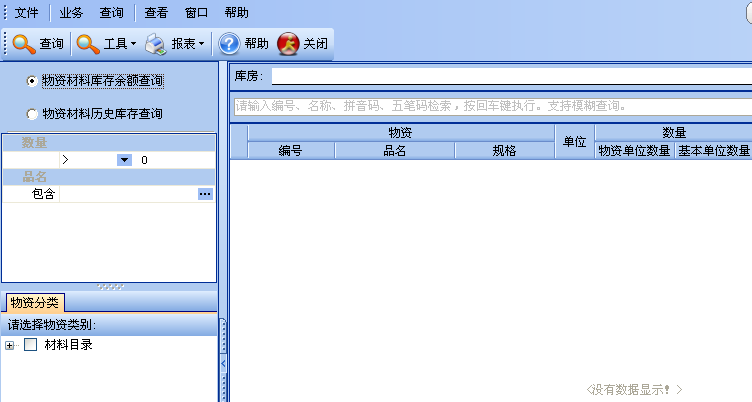 文件 业务 查询 查看 窗口 帮助
查询 工具 报表 帮助 关闭
物资材料库存余额查询
物资材料历史库存查询
数量
> 0
品名
包含 ...
物资分类
请选择物资类别:
材料目录
库房:
请输入编号、名称、拼音码、五笔码检索，按回车键执行。支持模糊查询。
物资 单位 数量
编号 品名 规格 物资单位数量 基本单位数量
<没有数据显示! >